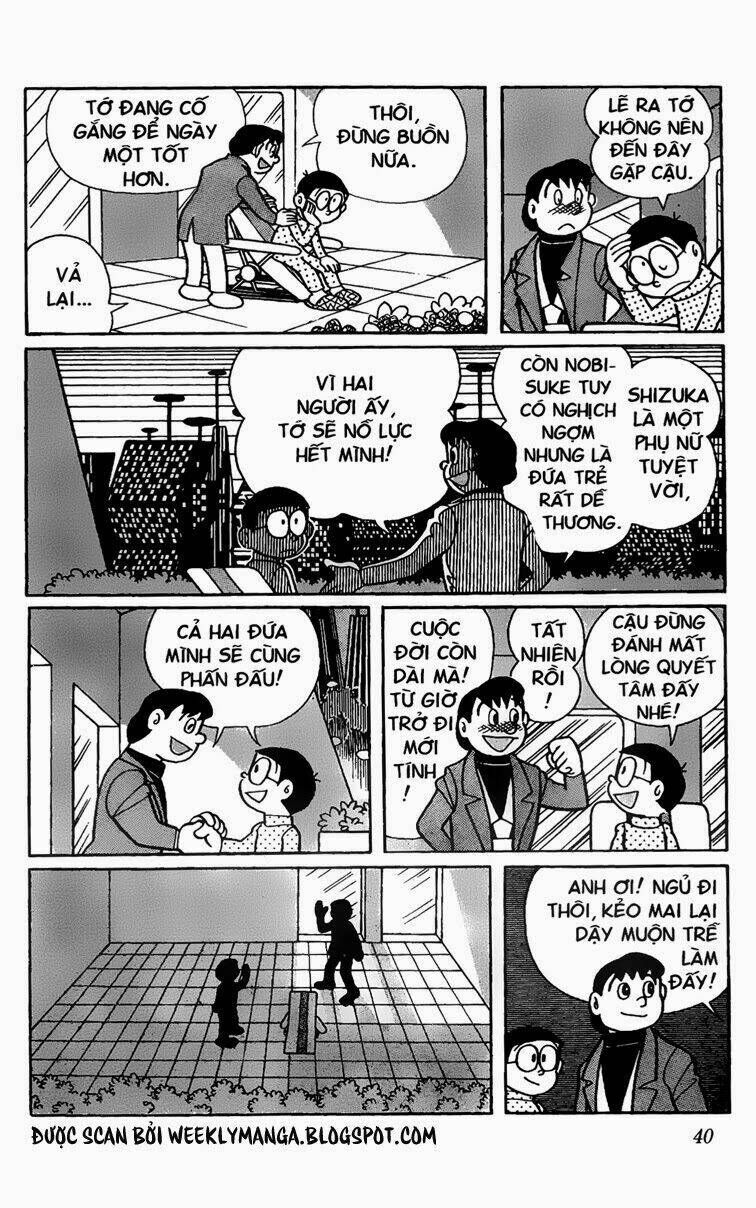 LẼ RA TỚ
KHÔNG NÊN
ĐẾN ĐÂY
GẶP CẬU.
THÔI,
ĐỪNG BUỒN
NỮA.
TỚ ĐANG CỐ
GẮNG ĐỂ NGÀY
MỘT TỐT
HƠN.
VẢ
LẠI...
SHIZUKA
LÀ MỘT
PHỤ NỮ
TUYỆT
VỜI,
CÒN NOBI-
SUKE TUY
CÓ NGHỊCH
NGỢM
NHƯNG LÀ
ĐỨA TRẺ
RẤT DỄ
THƯƠNG.
VÌ HAI
NGƯỜI ẤY,
TỚ SẼ NỖ LỰC
HẾT MÌNH!
CẬU ĐỪNG
ĐÁNH MẤT
LÒNG QUYẾT
TÂM ĐẤY
NHÉ!
TẤT
NHIÊN
RỒI
!
CUỘC
ĐỜI CÒN
DÀI MÀ!
TỪ GIỜ
TRỞ ĐI
MỚI
TÍNH
!
CẢ HAI ĐỨA
MÌNH SẼ CÙNG
PHẤN ĐẤU!
ANH ƠI! NGỦ ĐI
THÔI, KẺO MAI LẠI
DẬY MUỘN TRỄ
LÀM
ĐẤY!
ĐƯỢC SCAN BỞI WEEKLYMANGA.BLOGSPOT.COM
40